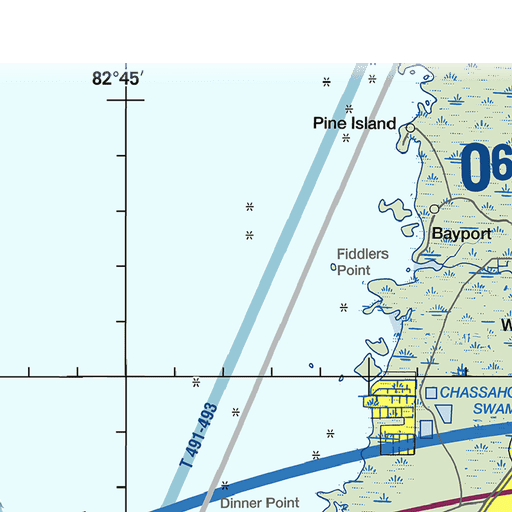 82°45′
Pine Island
06
Bayport
Fiddlers
Point
W
CHASSAHO
SWAM
T 491-493
Dinner Point